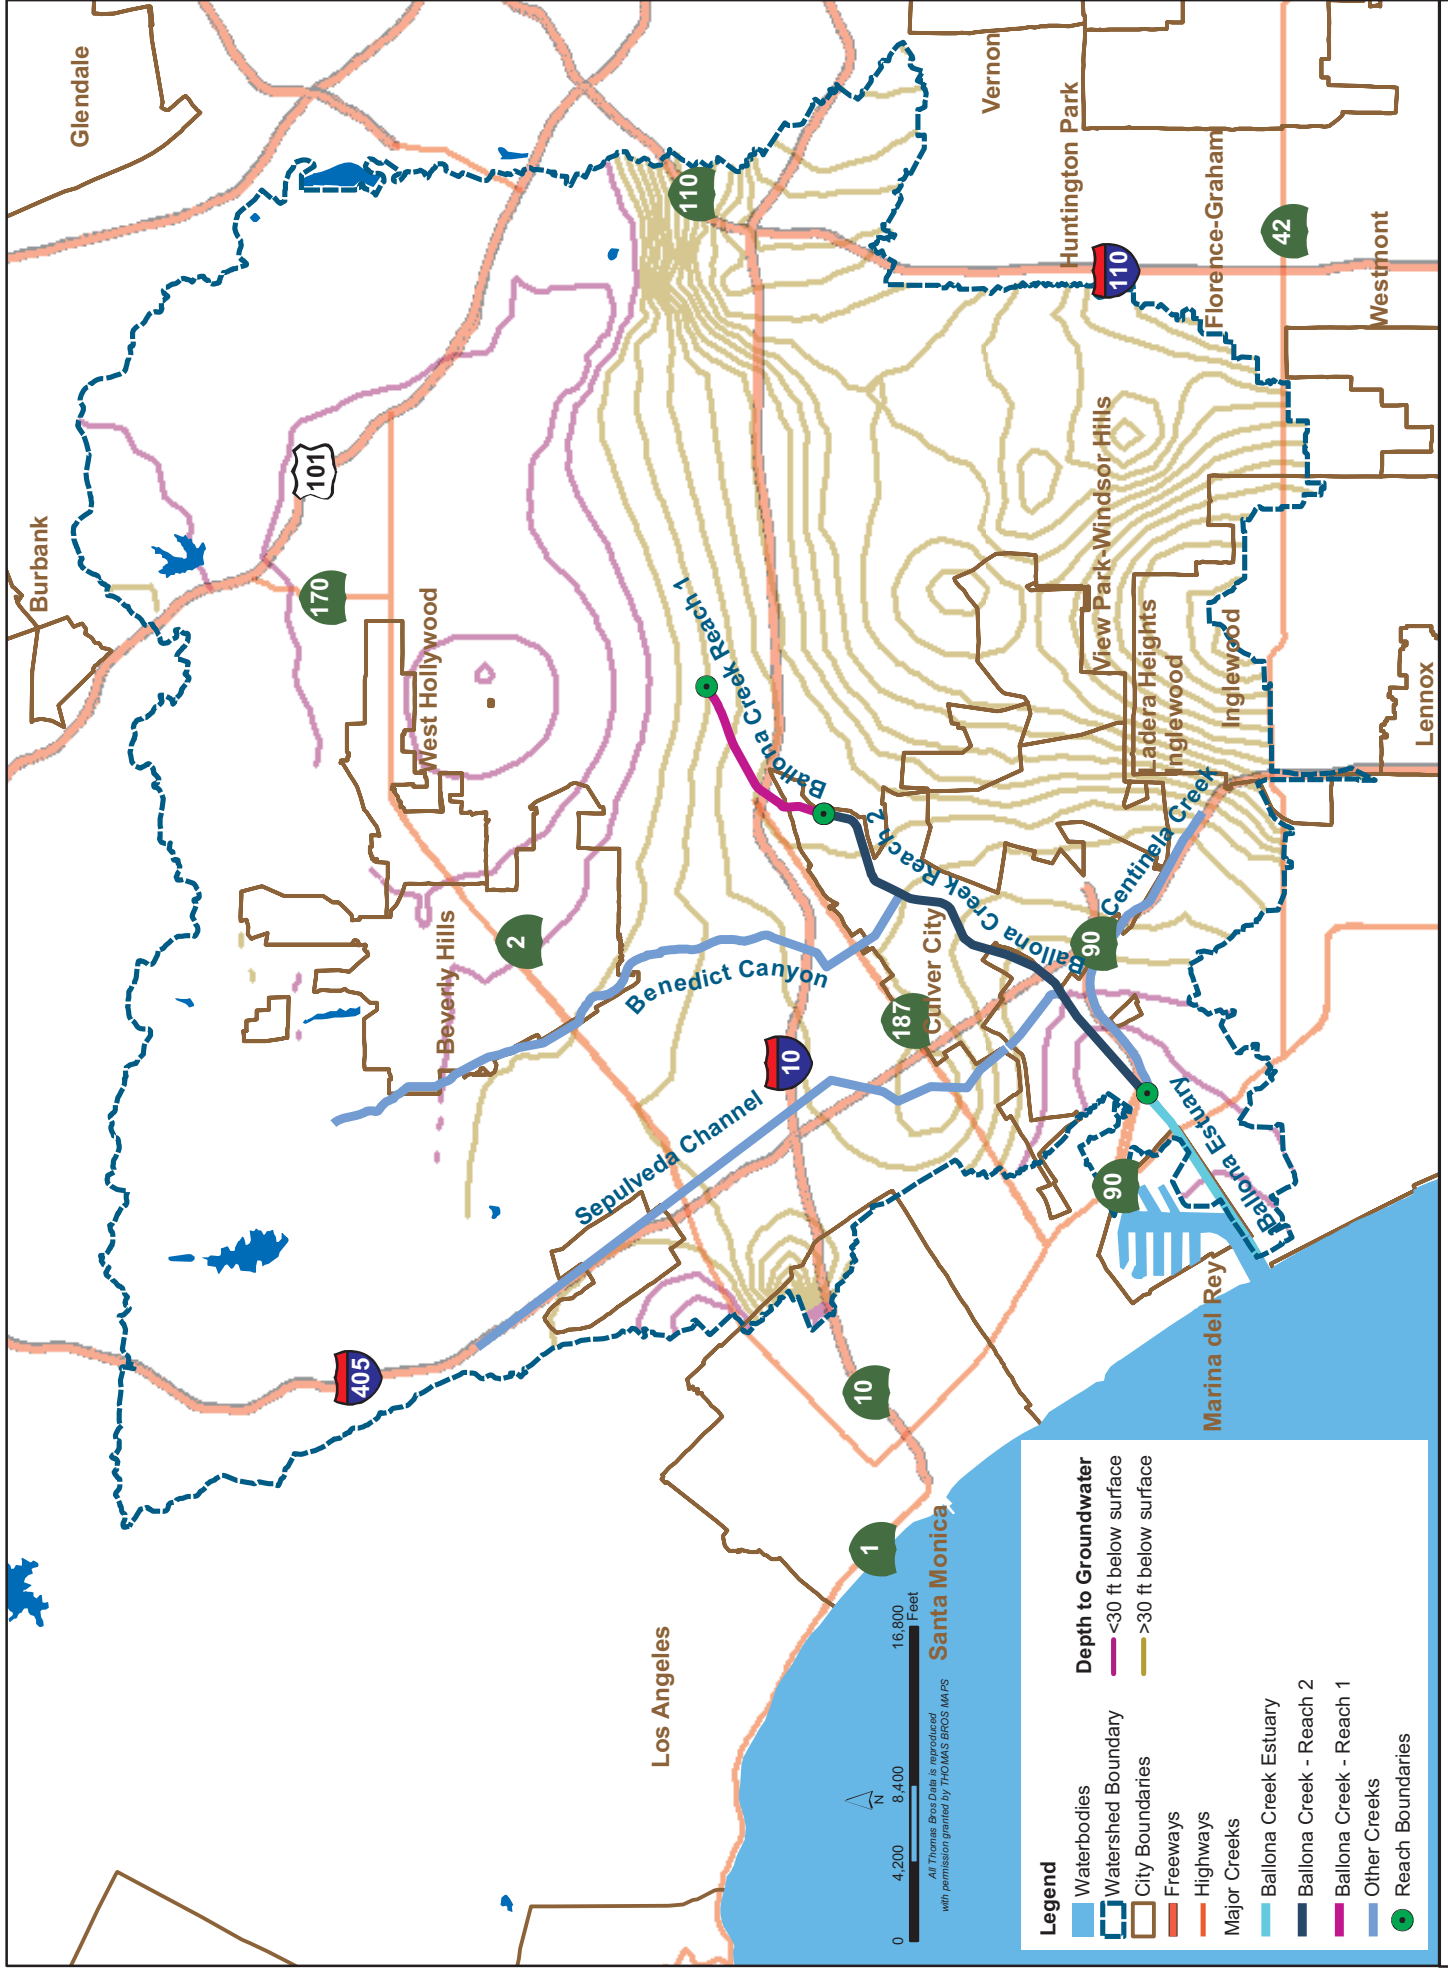 Glendale
Burbank
Vernon
Huntington Park
Florence-Graham
Westmont
110
110
42
101
170
West Hollywood
Ballona Creek Reach 1
View Park-Windsor Hills
Ladera Heights
Inglewood
Inglewood
Lennox
Beverly Hills
2
Benedict Canyon
Ballona Creek Reach 2
Centinela Creek
Culver City
90
187
10
Sepulveda Channel
Ballona Estuary
90
405
10
Marina del Rey
1
Santa Monica
Los Angeles
N
0 4,200 8,400 16,800
Feet
All Thomas Bros Data is reproduced
with permission granted by THOMAS BROS MAPS
Legend
Waterbodies
Watershed Boundary
City Boundaries
Freeways
Highways
Major Creeks
Ballona Creek Estuary
Ballona Creek - Reach 2
Ballona Creek - Reach 1
Other Creeks
Reach Boundaries
Depth to Groundwater
<30 ft below surface
>30 ft below surface